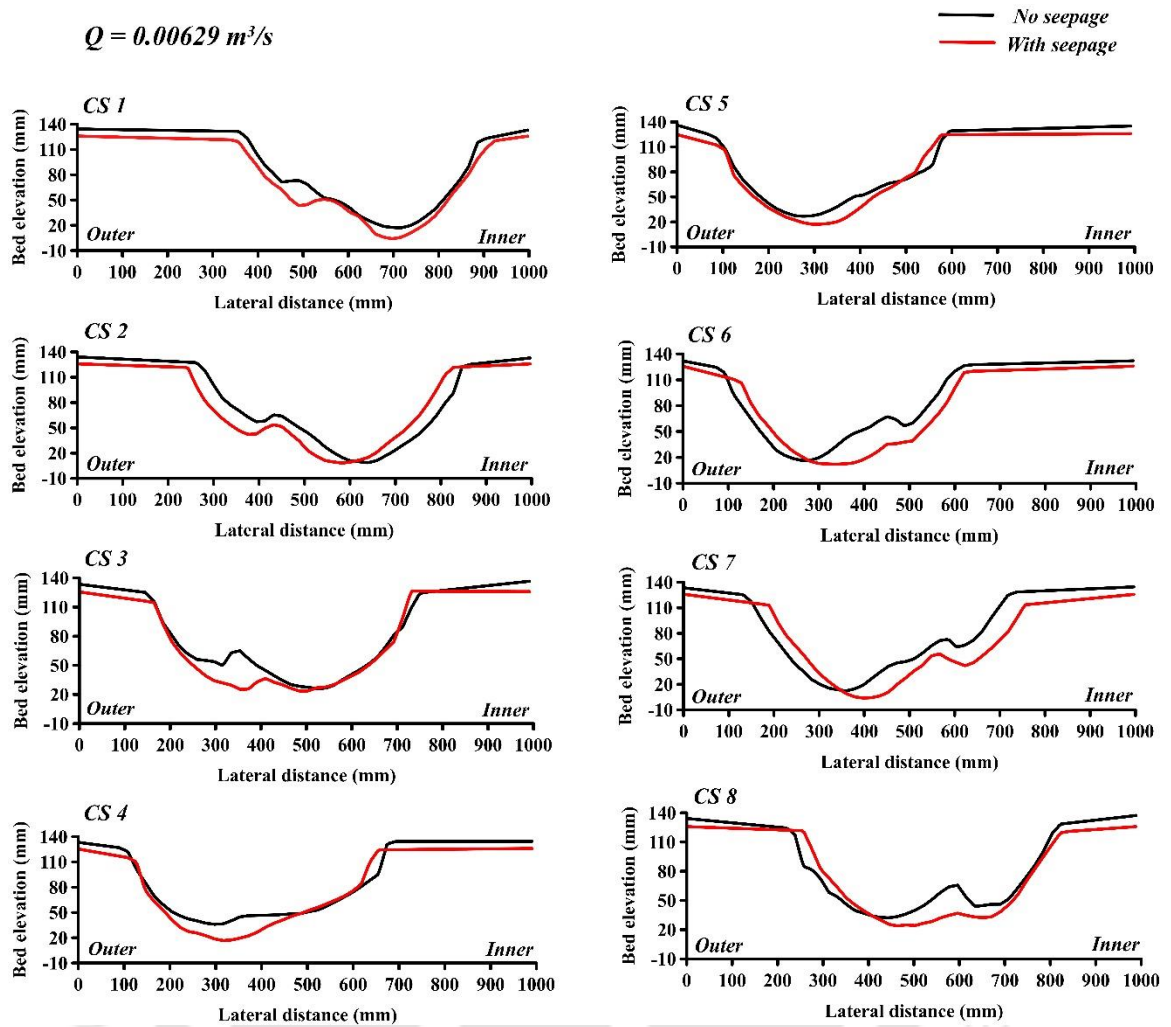 Q = 0.00629 m³/s
No seepage
With seepage
CS 1
Bed elevation (mm)
140
110
80
50
20
-10
Outer
Inner
0 100 200 300 400 500 600 700 800 900 1000
Lateral distance (mm)
CS 5
Bed elevation (mm)
140
110
80
50
20
-10
Outer
Inner
0 100 200 300 400 500 600 700 800 900 1000
Lateral distance (mm)
CS 2
Bed elevation (mm)
140
110
80
50
20
-10
Outer
Inner
0 100 200 300 400 500 600 700 800 900 1000
Lateral distance (mm)
CS 6
Bed elevation (mm)
140
110
80
50
20
-10
Outer
Inner
0 100 200 300 400 500 600 700 800 900 1000
Lateral distance (mm)
CS 3
Bed elevation (mm)
140
110
80
50
20
-10
Outer
Inner
0 100 200 300 400 500 600 700 800 900 1000
Lateral distance (mm)
CS 7
Bed elevation (mm)
140
110
80
50
20
-10
Outer
Inner
0 100 200 300 400 500 600 700 800 900 1000
Lateral distance (mm)
CS 4
Bed elevation (mm)
140
110
80
50
20
-10
Outer
Inner
0 100 200 300 400 500 600 700 800 900 1000
Lateral distance (mm)
CS 8
Bed elevation (mm)
140
110
80
50
20
-10
Outer
Inner
0 100 200 300 400 500 600 700 800 900 1000
Lateral distance (mm)